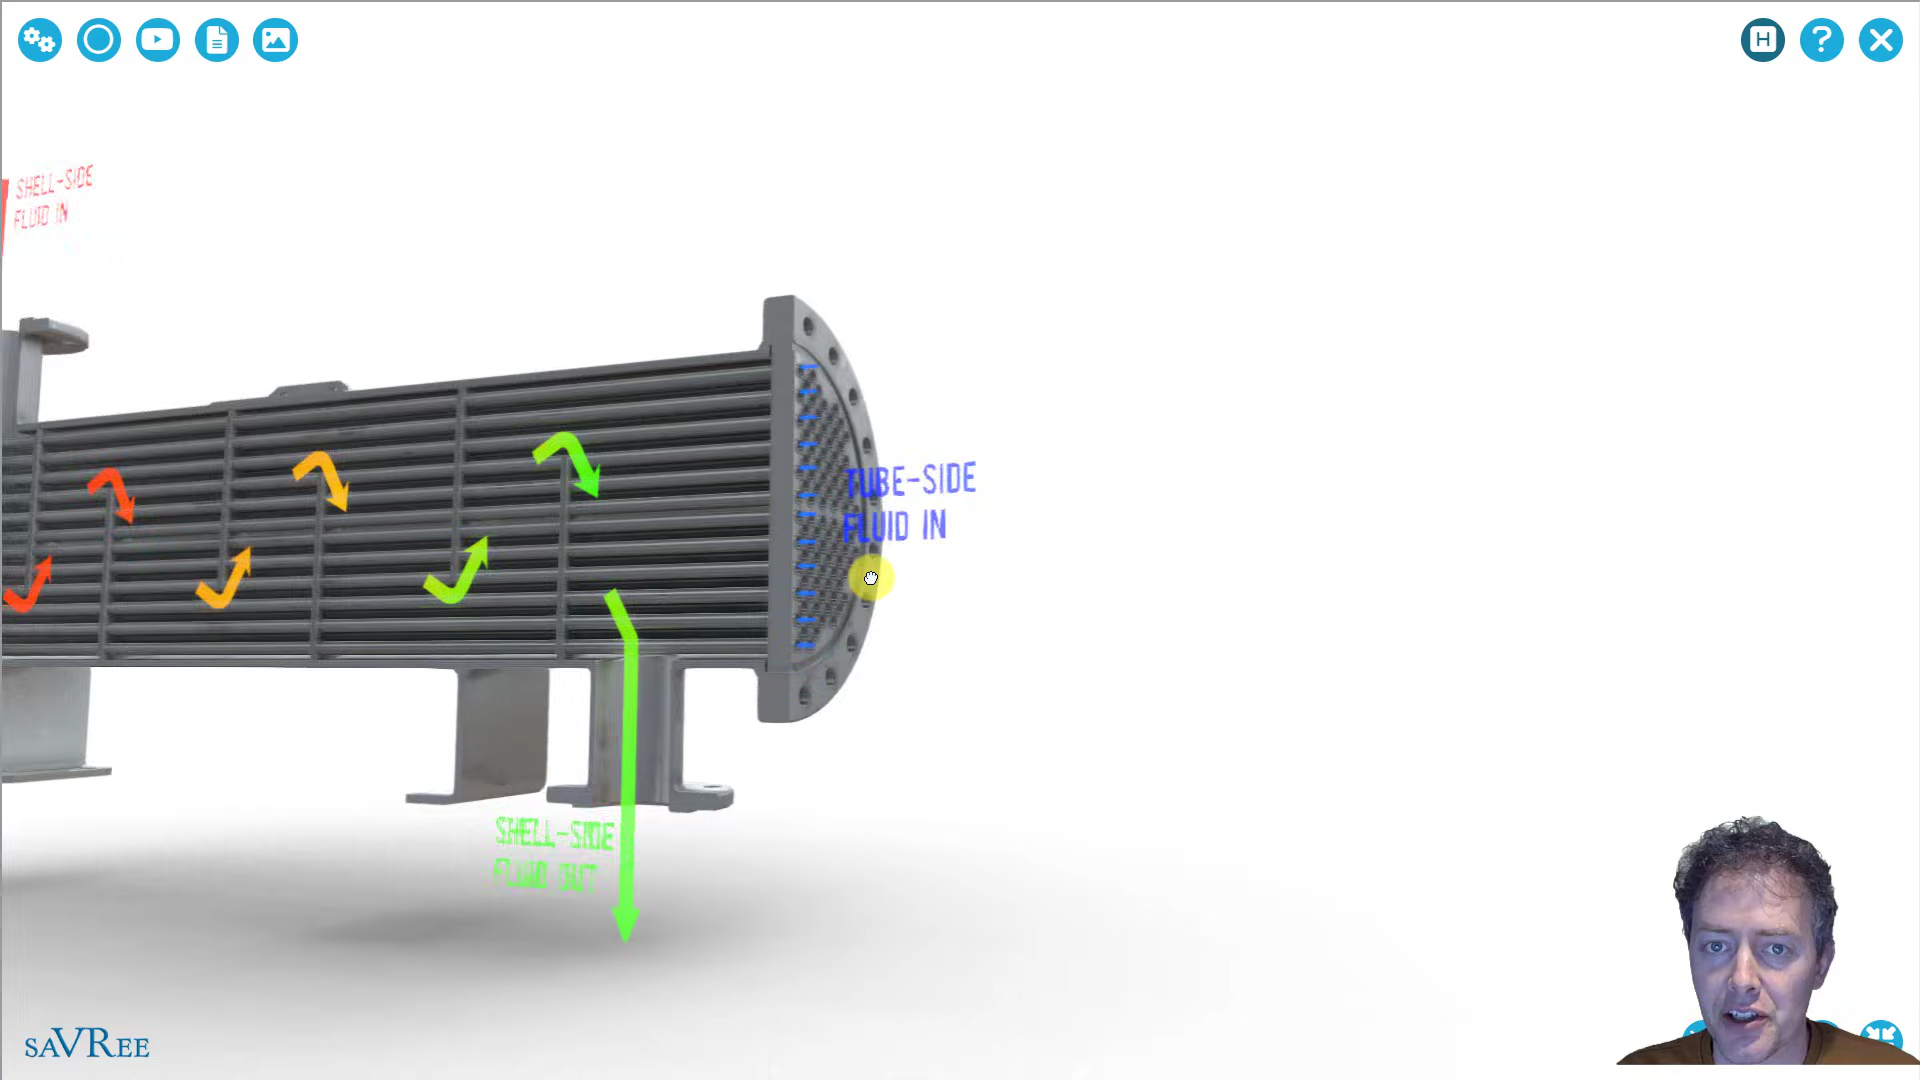 H
?
SHELL-SIDE
FLUID IN
TUBE-SIDE
FLUID IN
SHELL-SIDE
FLUID OUT
saVRee